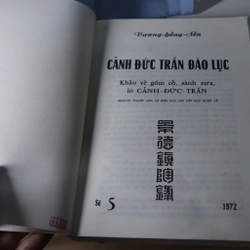 Vương-hồng-Sển
CẢNH ĐỨC TRẤN ĐÀO LỤC
Khảo về gốm cổ, sành xưa,
lò CẢNH-ĐỨC-TRẤN
景德鎮陶錄
Số 5
1972